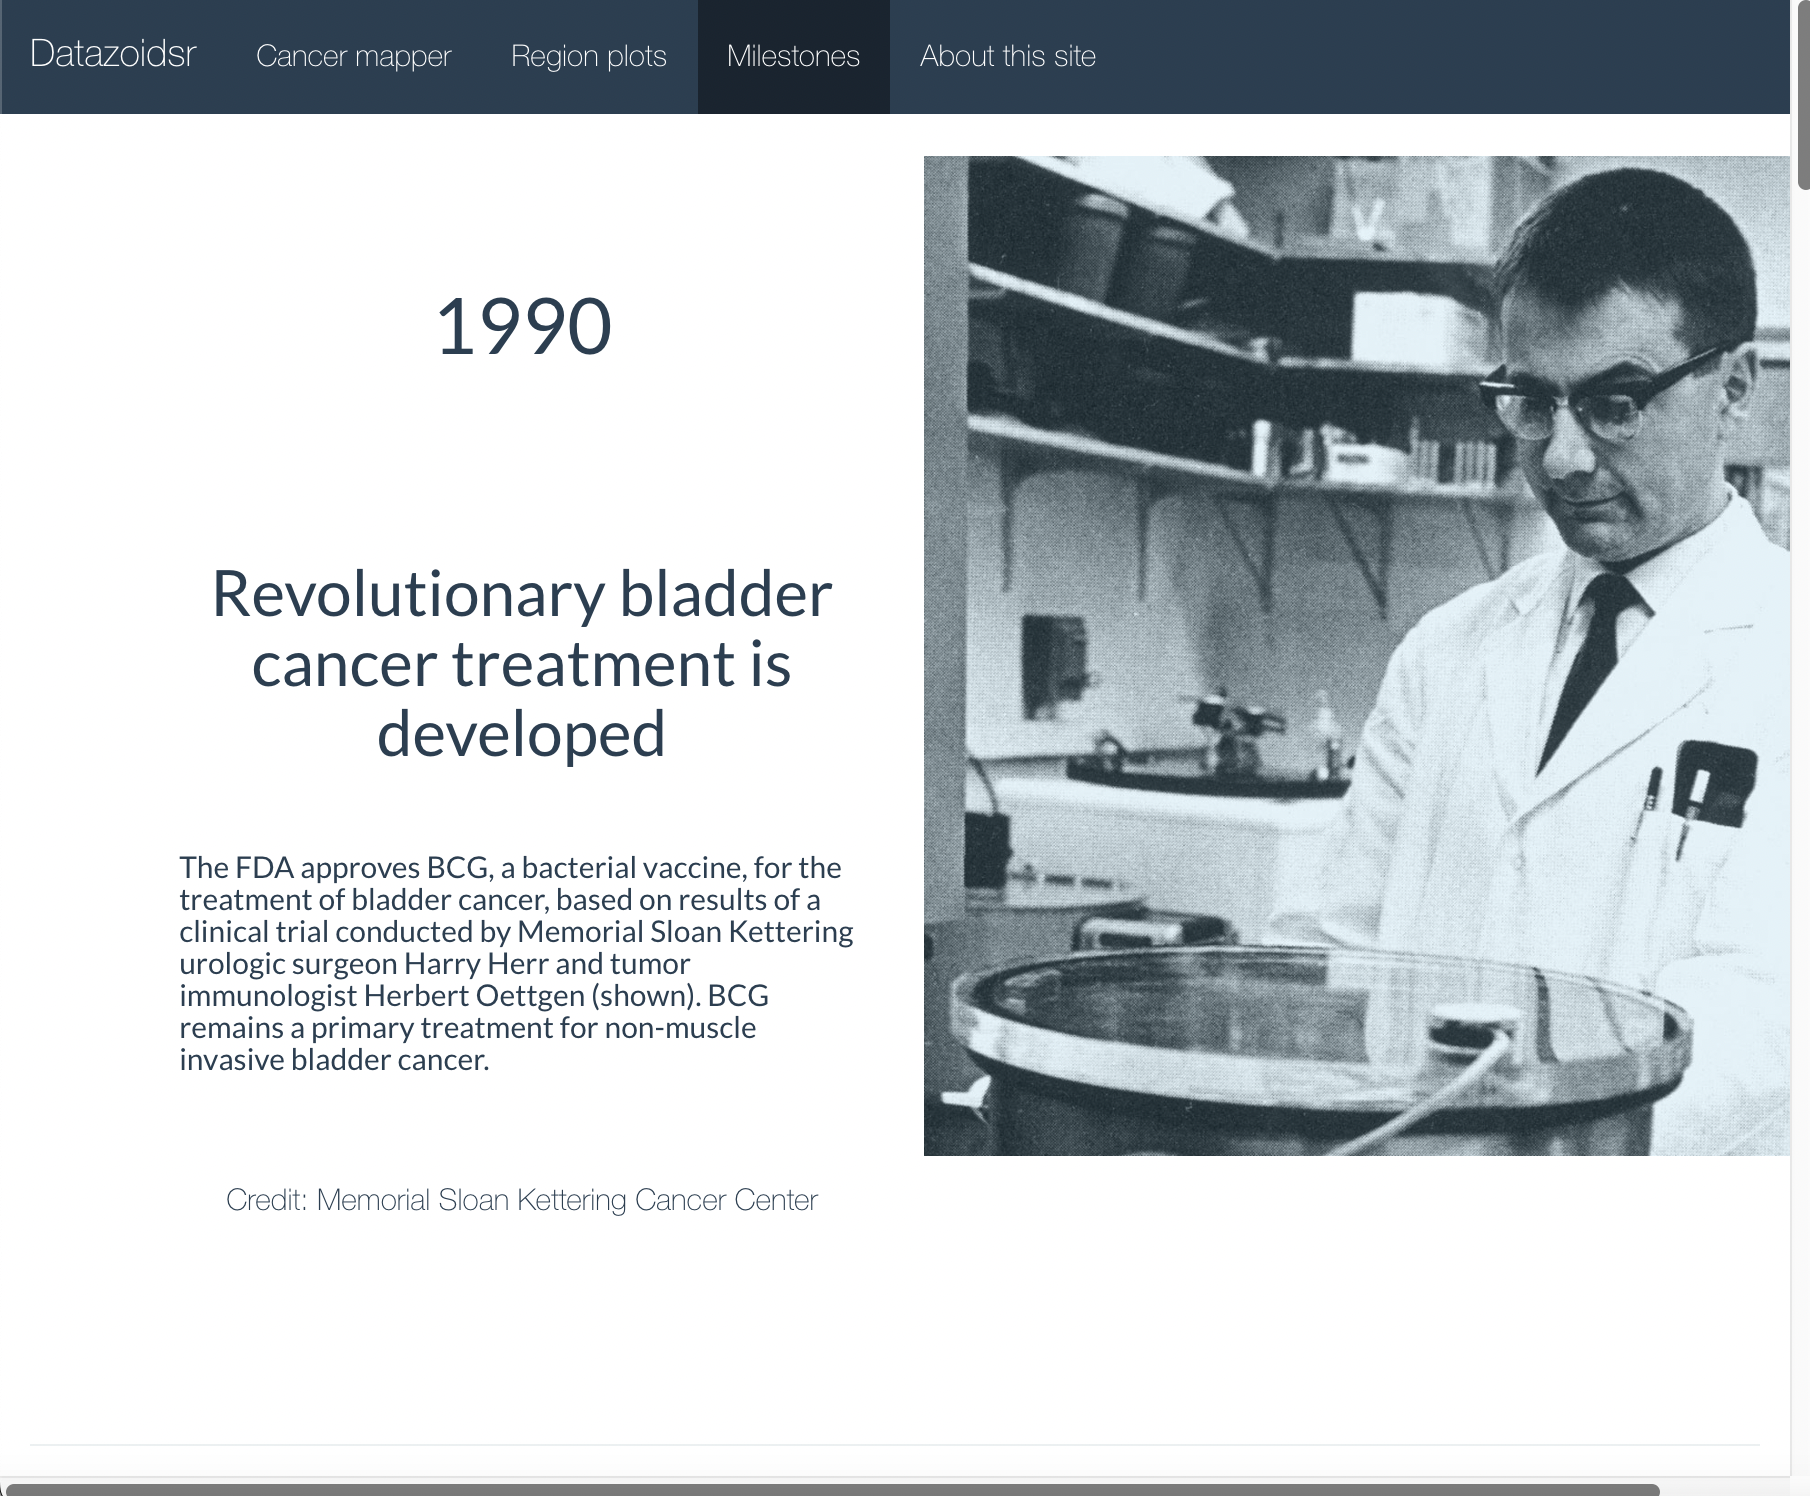 Datazoidsr Cancer mapper Region plots Milestones About this site
1990
Revolutionary bladder
cancer treatment is
developed
The FDA approves BCG, a bacterial vaccine, for the
treatment of bladder cancer, based on results of a
clinical trial conducted by Memorial Sloan Kettering
urologic surgeon Harry Herr and tumor
immunologist Herbert Oettgen (shown). BCG
remains a primary treatment for non-muscle
invasive bladder cancer.
Credit: Memorial Sloan Kettering Cancer Center